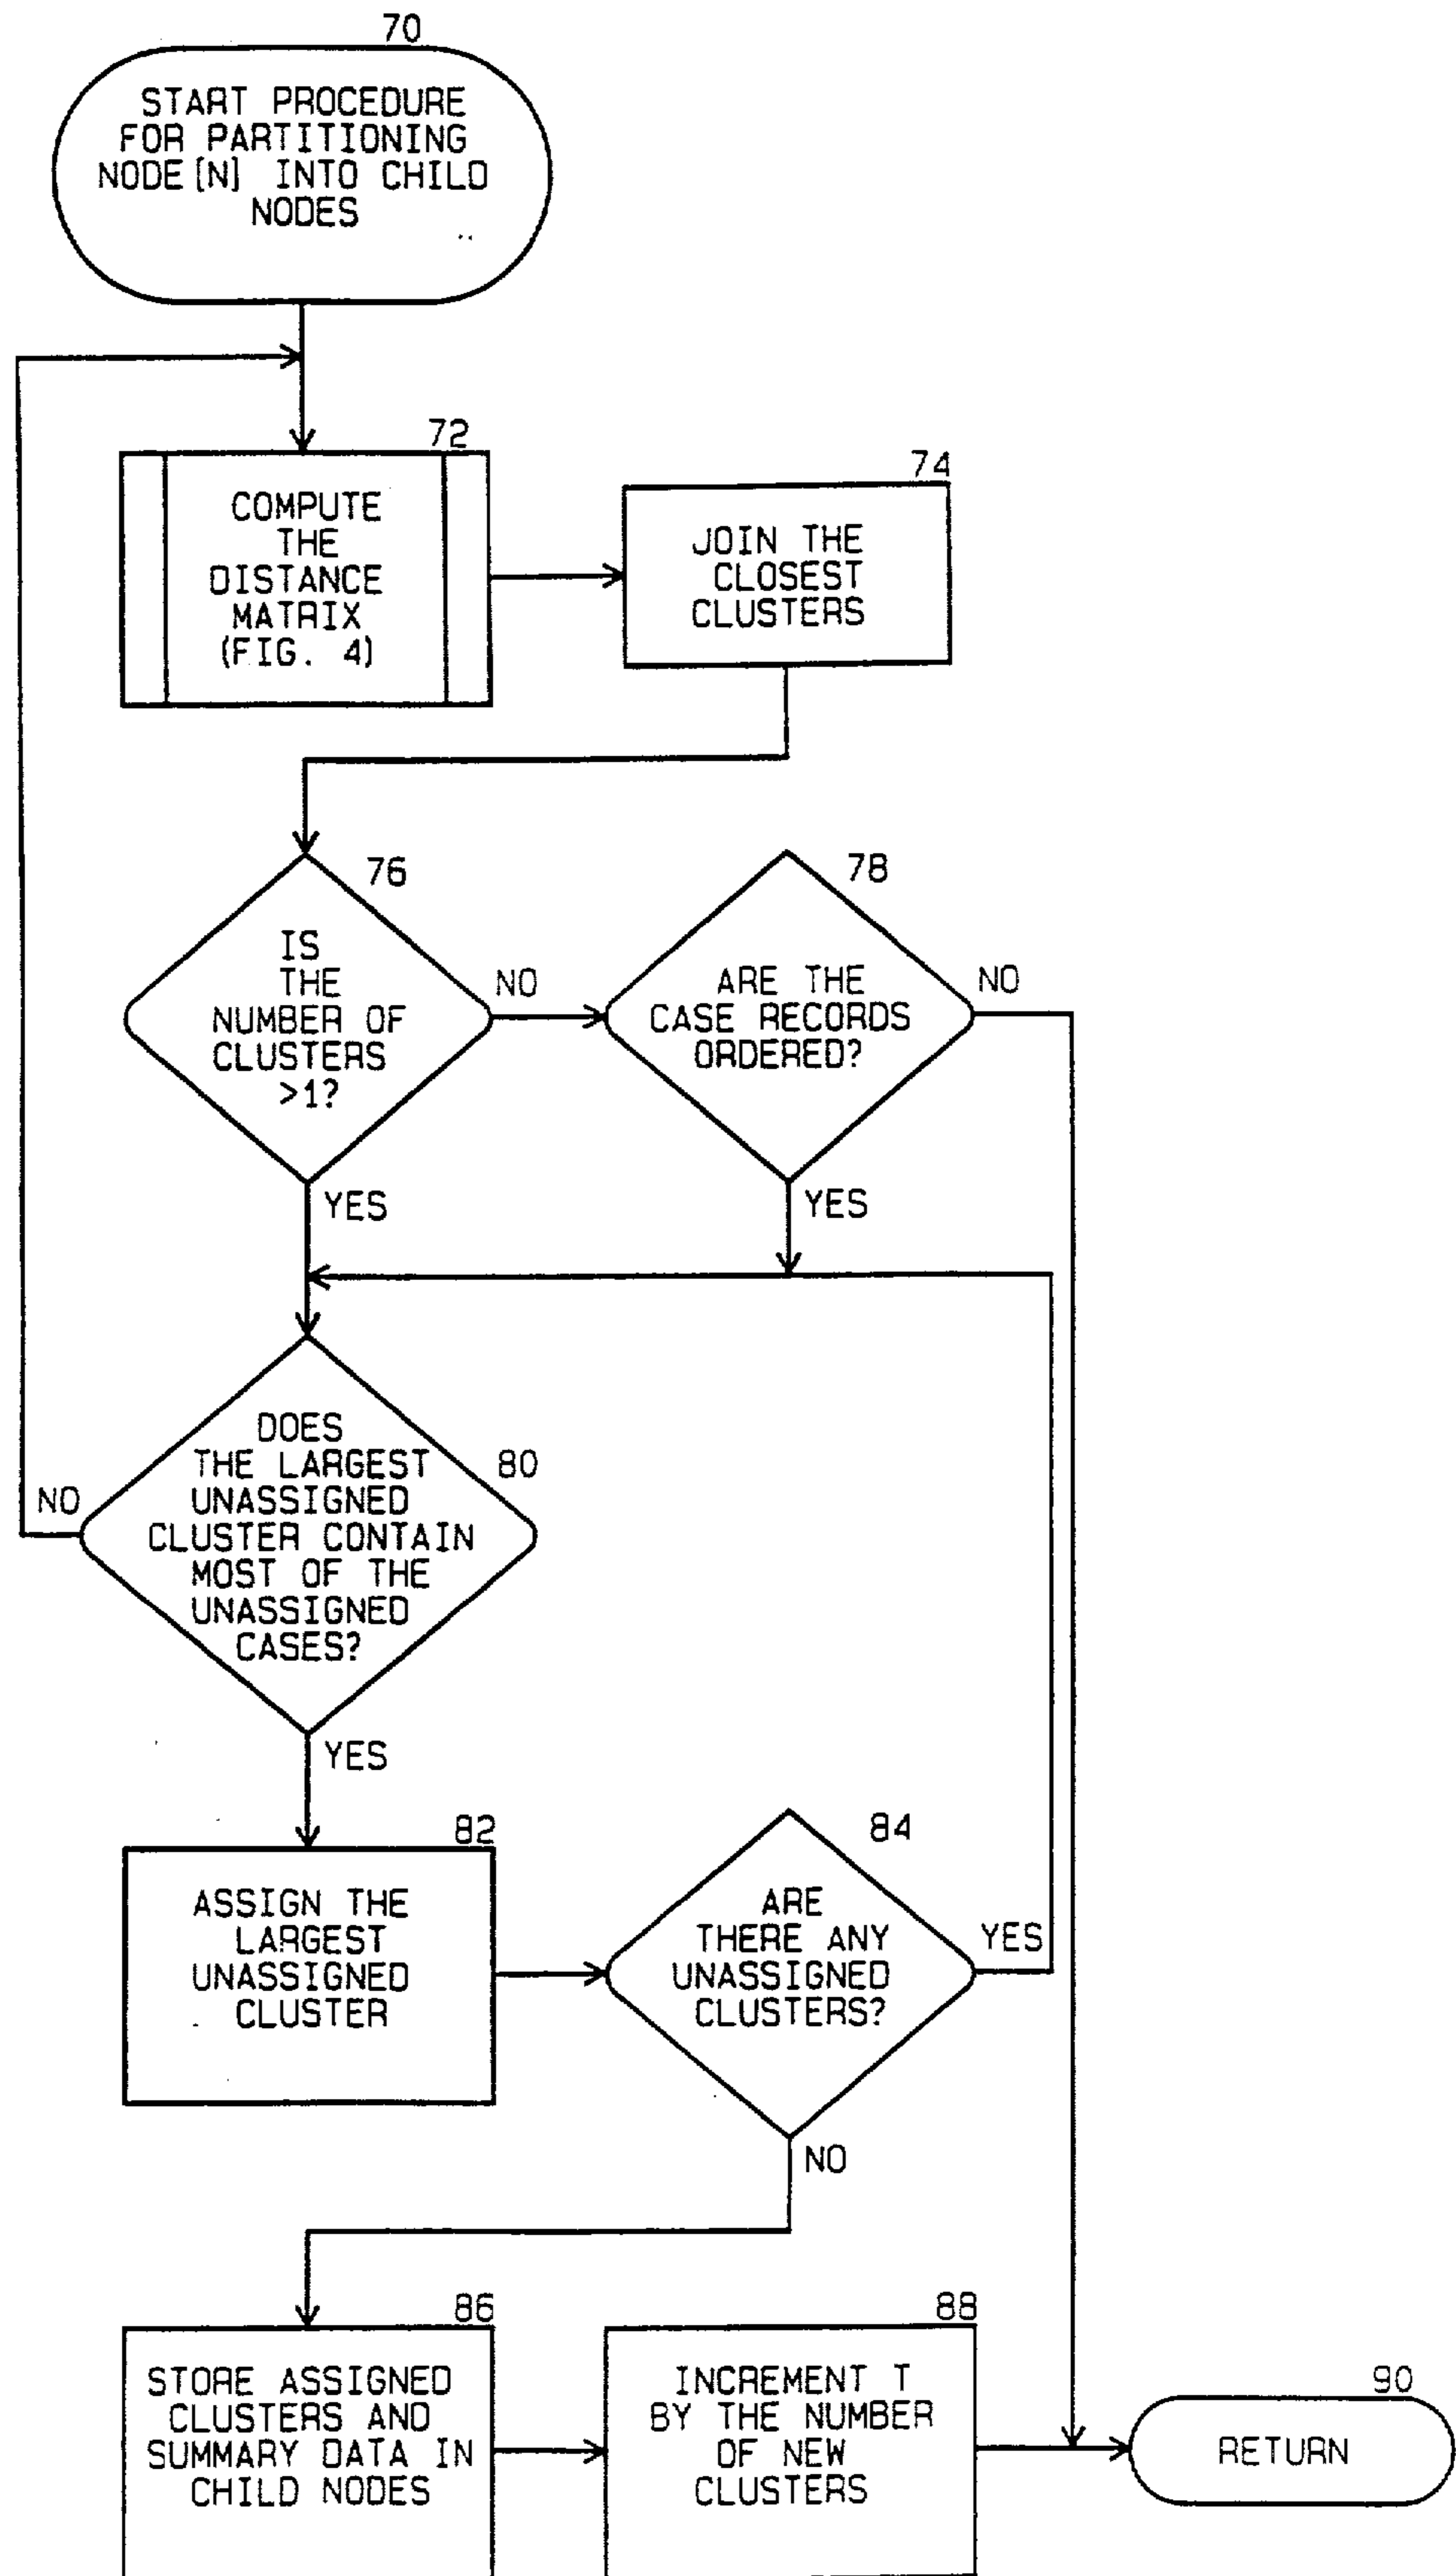 70
START PROCEDURE
FOR PARTITIONING
NODE[N] INTO CHILD
NODES
72
COMPUTE
THE
DISTANCE
MATRIX
(FIG. 4)
74
JOIN THE
CLOSEST
CLUSTERS
76
IS
THE
NUMBER OF
CLUSTERS
>1?
NO
YES
78
ARE THE
CASE RECORDS
ORDERED?
NO
YES
80
DOES
THE LARGEST
UNASSIGNED
CLUSTER CONTAIN
MOST OF THE
UNASSIGNED
CASES?
NO
YES
82
ASSIGN THE
LARGEST
UNASSIGNED
CLUSTER
84
ARE
THERE ANY
UNASSIGNED
CLUSTERS?
YES
NO
86
STORE ASSIGNED
CLUSTERS AND
SUMMARY DATA IN
CHILD NODES
88
INCREMENT T
BY THE NUMBER
OF NEW
CLUSTERS
90
RETURN